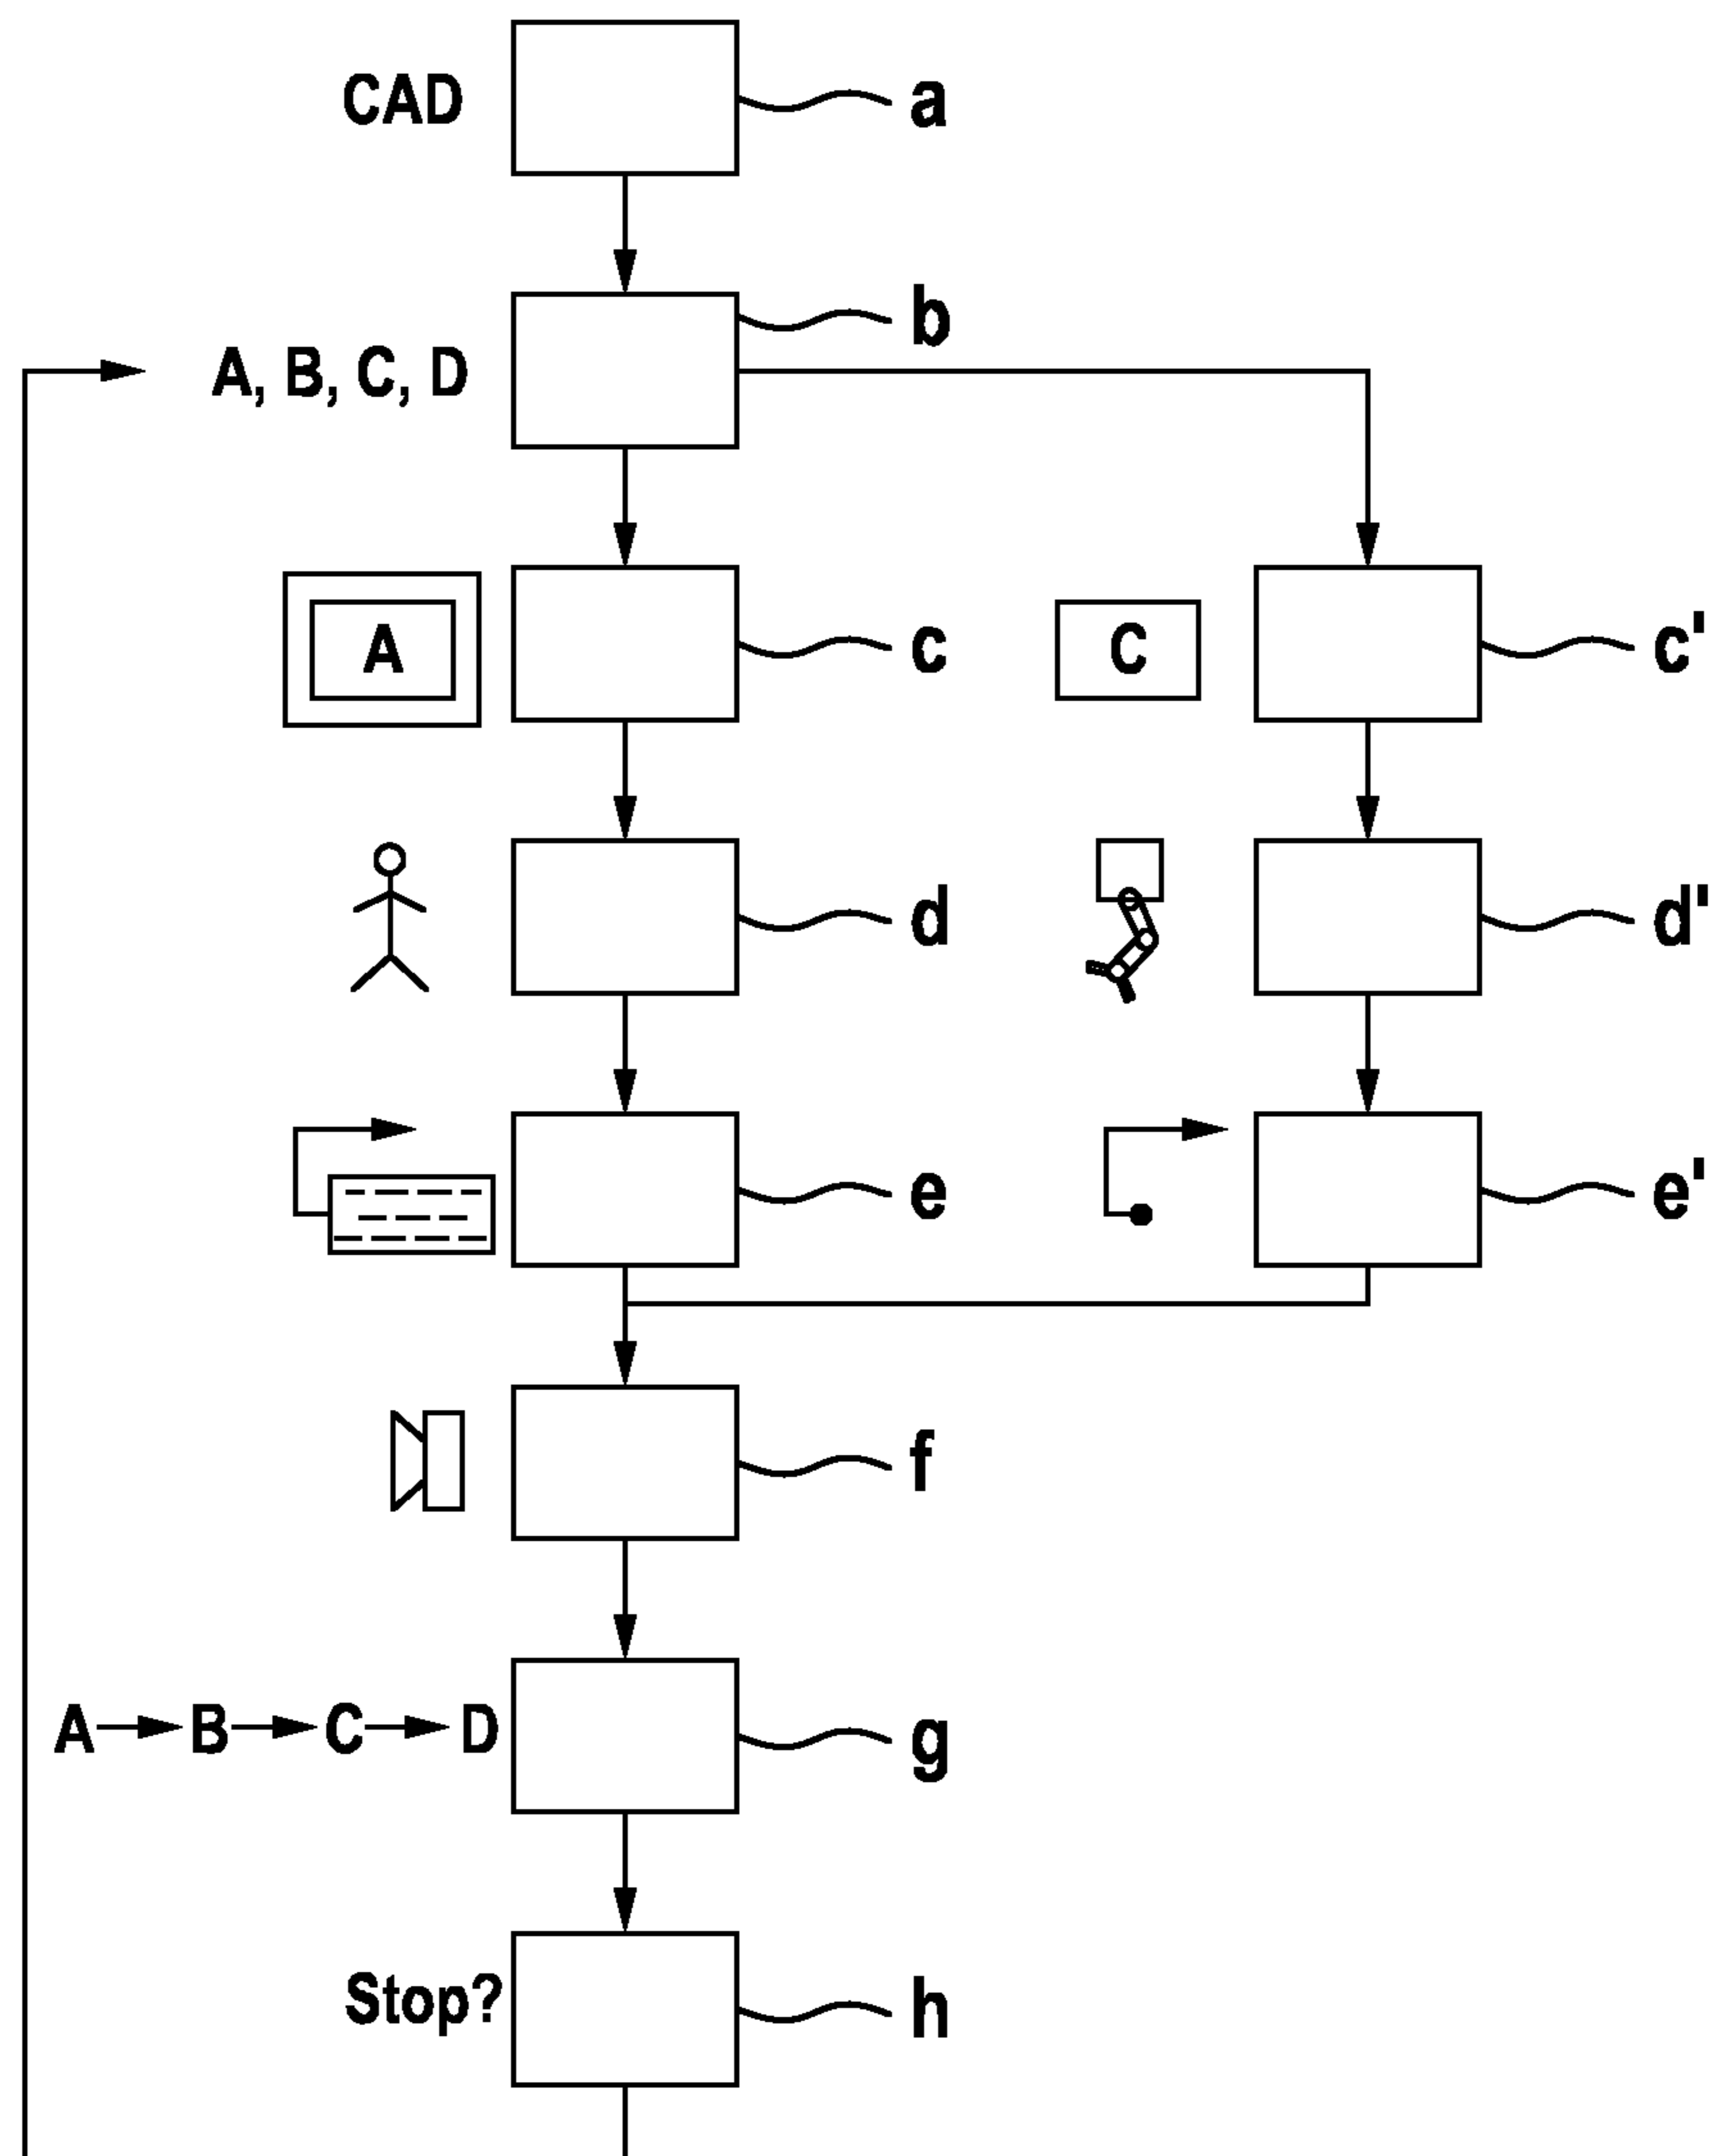 CAD a
b
A, B, C, D
A c C c'
d d'
e e'
f
A B C D g
Stop? h